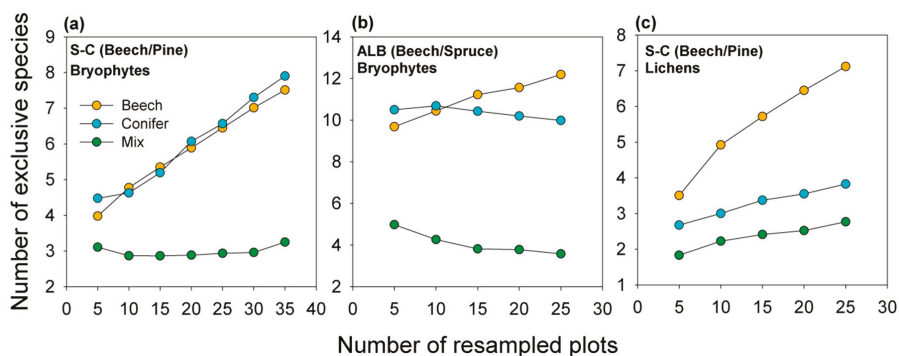 (a)
S-C (Beech/Pine)
Bryophytes
Beech
Conifer
Mix
9
8
7
6
5
4
3
2
0 5 10 15 20 25 30 35 40
(b)
ALB (Beech/Spruce)
Bryophytes
14
12
10
8
6
4
2
0 5 10 15 20 25 30
(c)
S-C (Beech/Pine)
Lichens
8
7
6
5
4
3
2
1
0 5 10 15 20 25 30
Number of exclusive species
Number of resampled plots